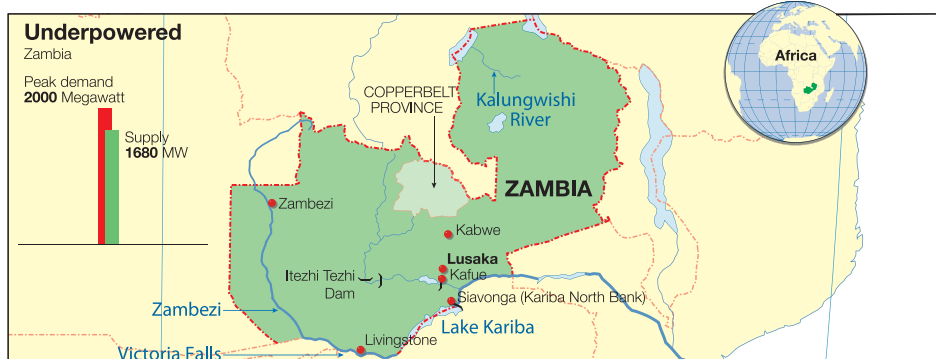 Underpowered
Zambia
Peak demand
2000 Megawatt
Supply
1680 MW
Africa
COPPERBELT
PROVINCE
Kalungwishi
River
ZAMBIA
Zambezi
Kabwe
Lusaka
Kafue
Itezhi Tezhi
Dam
Siavonga (Kariba North Bank)
Zambezi
Lake Kariba
Livingstone
Victoria Falls